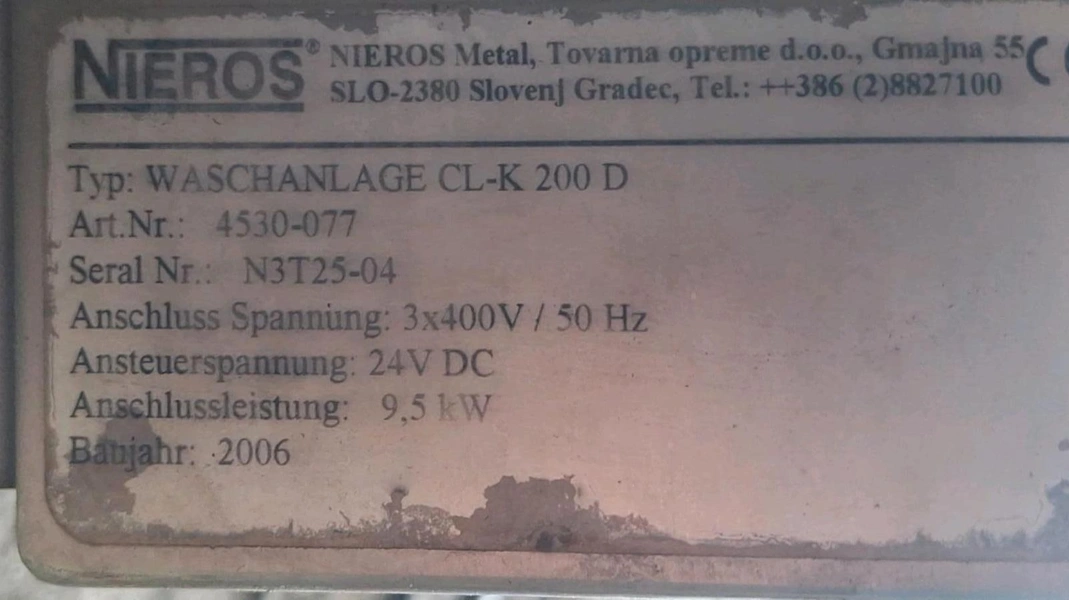 NIEROS® NIEROS Metal, Tovarna opreme d.o.o., Gmajna 55
SLO-2380 Slovenj Gradec, Tel.: ++386 (2)8827100
Typ: WASCHANLAGE CL-K 200 D
Art.Nr.: 4530-077
Seral Nr.: N3T25-04
Anschluss Spannung: 3x400V / 50 Hz
Ansteuerspannung: 24V DC
Anschlussleistung: 9,5 kW
Baujahr: 2006